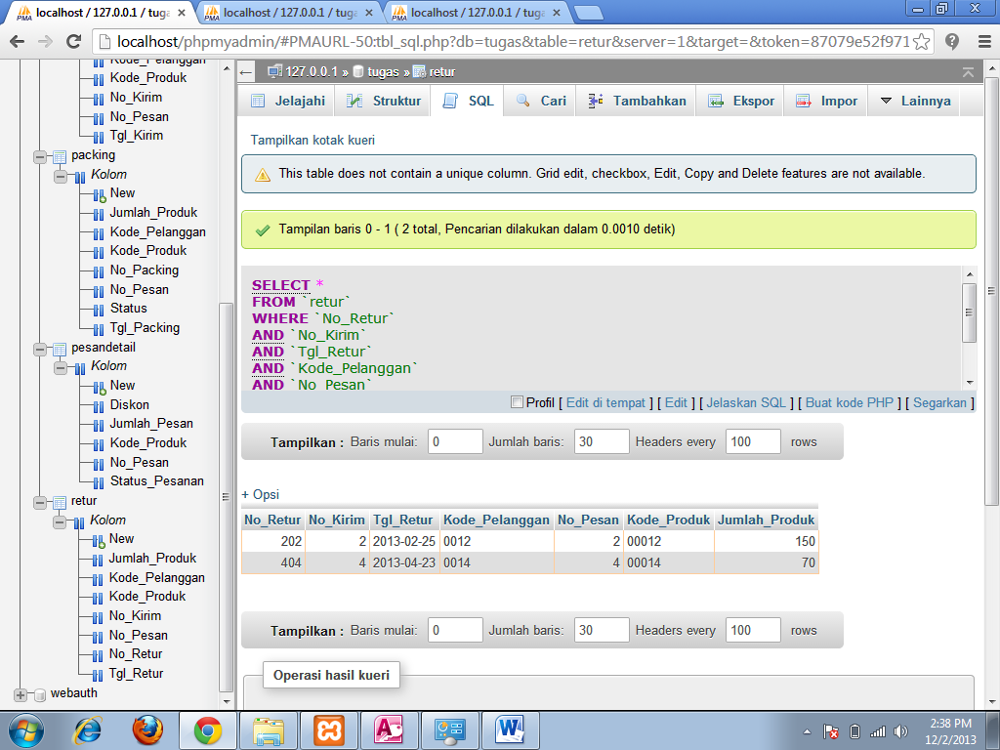 localhost / 127.0.0.1 / tuga
localhost / 127.0.0.1 / tuga
localhost / 127.0.0.1 / tuga
localhost/phpmyadmin/#PMAURL-50:tbl_sql.php?db=tugas&table=retur&server=1&target=&token=87079e52f971
Kode_Pelanggan
Kode_Produk
No_Kirim
No_Pesan
Tgl_Kirim
packing
Kolom
New
Jumlah_Produk
Kode_Pelanggan
Kode_Produk
No_Packing
No_Pesan
Status
Tgl_Packing
pesandetail
Kolom
New
Diskon
Jumlah_Pesan
Kode_Produk
No_Pesan
Status_Pesanan
retur
Kolom
New
Jumlah_Produk
Kode_Pelanggan
Kode_Produk
No_Kirim
No_Pesan
No_Retur
Tgl_Retur
webauth
127.0.0.1 » tugas » retur
Jelajahi Struktur SQL Cari Tambahkan Ekspor Impor Lainnya
Tampilkan kotak kueri
This table does not contain a unique column. Grid edit, checkbox, Edit, Copy and Delete features are not available.
Tampilan baris 0 - 1 ( 2 total, Pencarian dilakukan dalam 0.0010 detik)
SELECT *
FROM `retur`
WHERE `No_Retur`
AND `No_Kirim`
AND `Tgl_Retur`
AND `Kode_Pelanggan`
AND `No_Pesan`
Profil [ Edit di tempat ] [ Edit ] [ Jelaskan SQL ] [ Buat kode PHP ] [ Segarkan ]
Tampilkan : Baris mulai: 0 Jumlah baris: 30 Headers every 100 rows
+ Opsi
No_Retur No_Kirim Tgl_Retur Kode_Pelanggan No_Pesan Kode_Produk Jumlah_Produk
202 2 2013-02-25 0012 2 00012 150
404 4 2013-04-23 0014 4 00014 70
Tampilkan : Baris mulai: 0 Jumlah baris: 30 Headers every 100 rows
Operasi hasil kueri
2:38 PM
12/2/2013